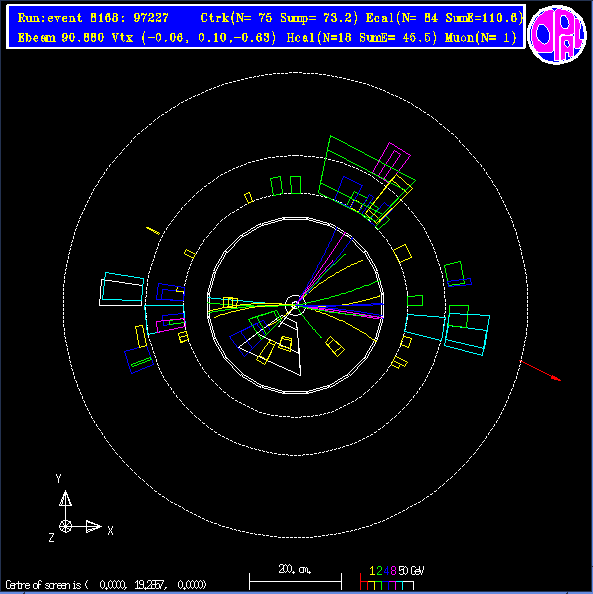 Run:event 8168: 97227 Ctrk(N= 75 Sump= 73.2) Ecal(N= 84 SumE=110.6)
Ebeam 90.880 Vtx (-0.06, 0.10,-0.63) Hcal(N=18 SumE= 45.5) Muon(N= 1)
OPAL
Y
Z X
200. cm.
1 2 4 8 50 GeV
Centre of screen is ( 0.0000, 19.2857, 0.0000)